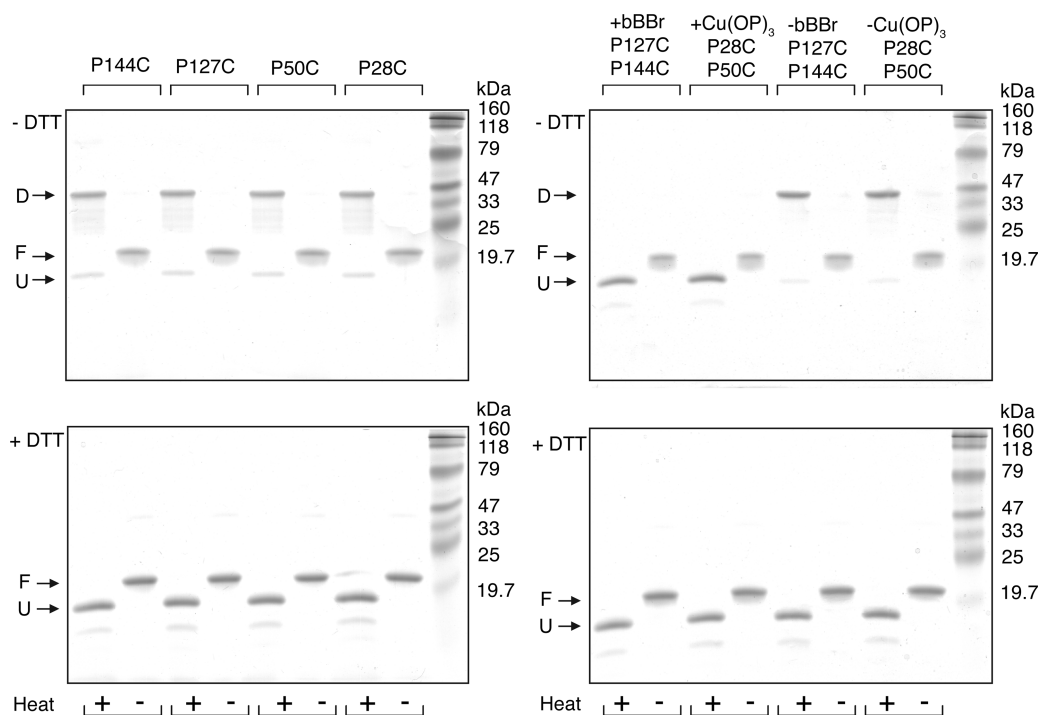 P144C P127C P50C P28C
kDa
160
118
79
47
33
25
19.7
- DTT
D
F
U
+bBBr P127C P144C
+Cu(OP)3 P28C P50C
-bBBr P127C P144C
-Cu(OP)3 P28C P50C
kDa
160
118
79
47
33
25
19.7
- DTT
D
F
U
kDa
160
118
79
47
33
25
19.7
+ DTT
F
U
Heat + - + - + - + -
kDa
160
118
79
47
33
25
19.7
+ DTT
F
U
Heat + - + - + - + -